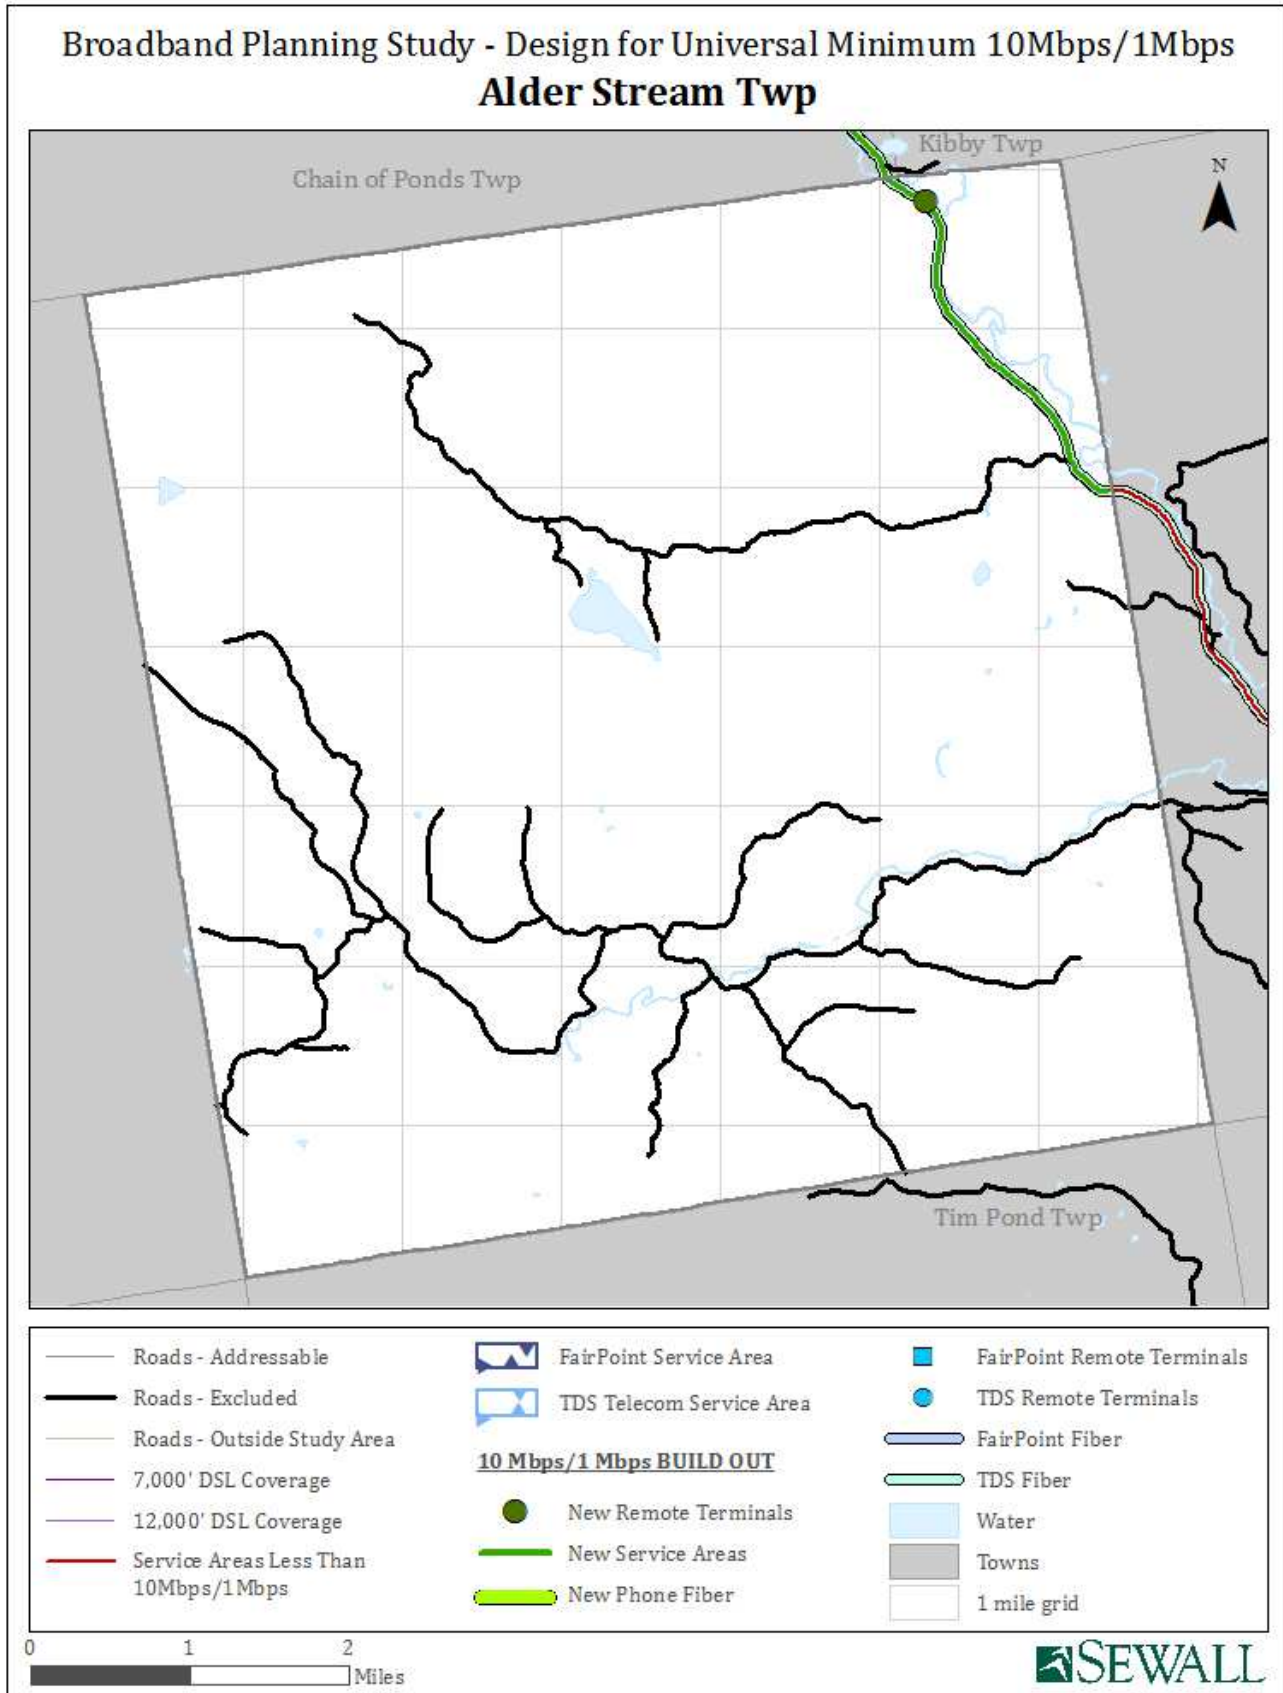 Broadband Planning Study - Design for Universal Minimum 10Mbps/1Mbps
Alder Stream Twp
Kibby Twp
Chain of Ponds Twp
N
Tim Pond Twp
Roads - Addressable
Roads - Excluded
Roads - Outside Study Area
7,000' DSL Coverage
12,000' DSL Coverage
Service Areas Less Than
10Mbps/1Mbps
FairPoint Service Area
TDS Telecom Service Area
10 Mbps/1 Mbps BUILD OUT
New Remote Terminals
New Service Areas
New Phone Fiber
FairPoint Remote Terminals
TDS Remote Terminals
FairPoint Fiber
TDS Fiber
Water
Towns
1 mile grid
0 1 2
Miles
SEWALL